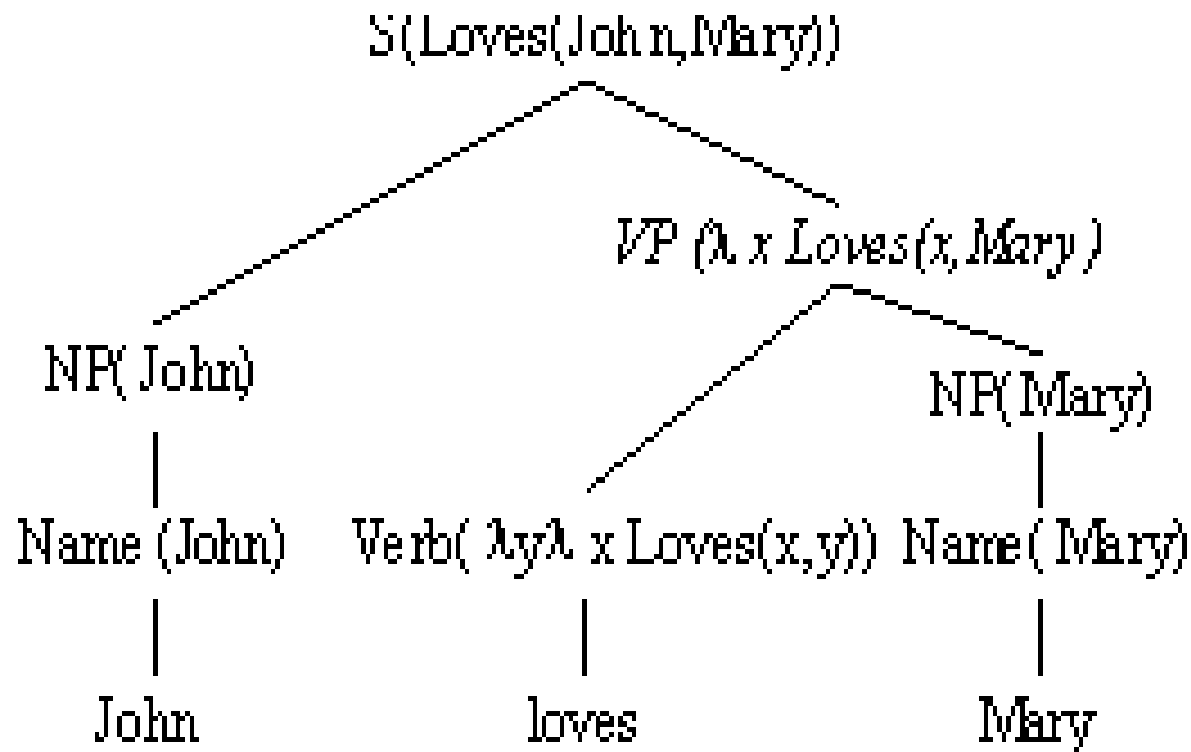 S(Loves(John,Mary))
VP (λ x Loves(x,Mary )
NP(John)
NP(Mary)
Name (John) Verb( λyλ x Loves(x,y)) Name( Mary)
John loves Mary